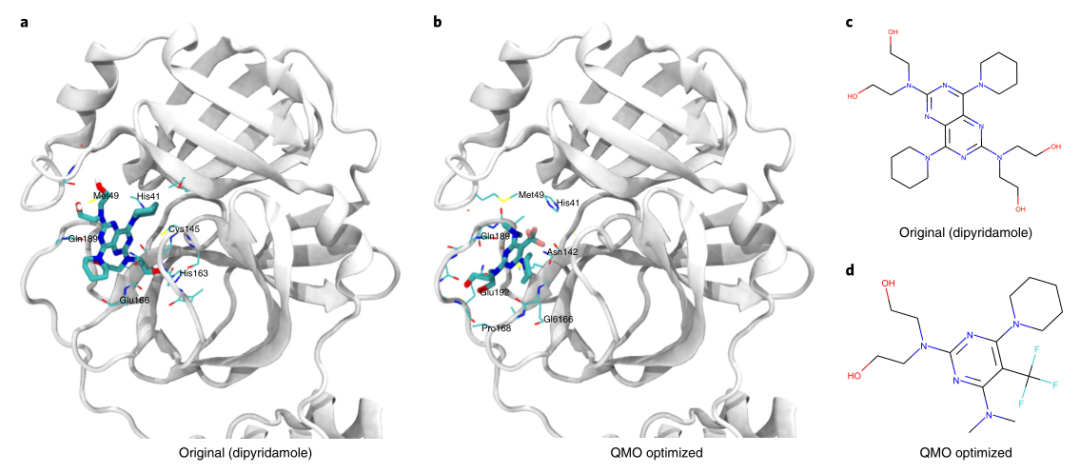 a
b
c
Met49
His41
Gln189
Cys145
His163
Glu166
Original (dipyridamole)
Met49
His41
Gln189
Asn142
Glu192
Pro168
Gl6166
QMO optimized
OH
HO
N
N
N
N
N
N
N
N
OH
OH
Original (dipyridamole)
d
OH
HO
N
N
N
N
N
F
F
F
QMO optimized